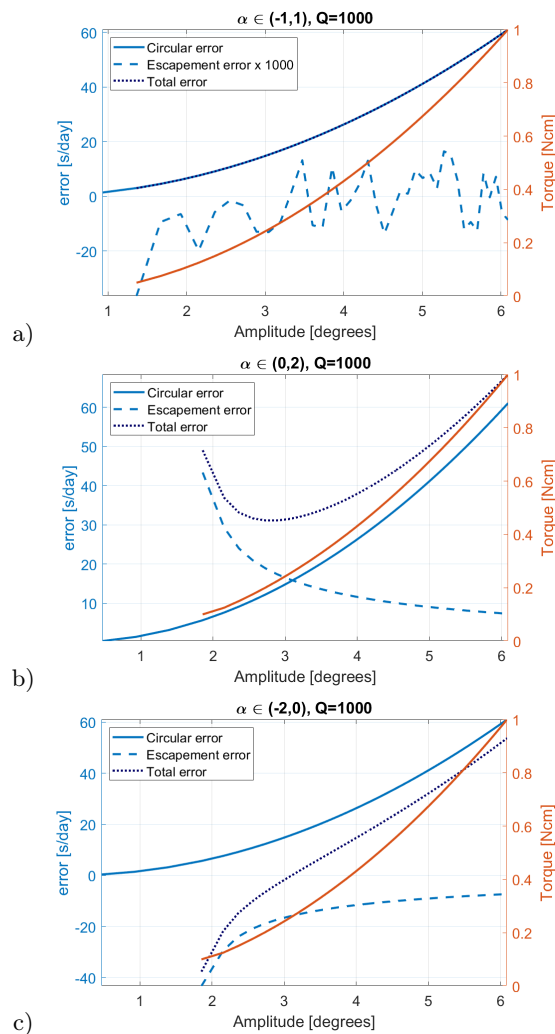 α ∈ (-1,1), Q=1000
Circular error
Escapement error x 1000
Total error
60
40
20
0
-20
error [s/day]
1
0.8
0.6
0.4
0.2
0
Torque [Ncm]
1 2 3 4 5 6
Amplitude [degrees]
a)
α ∈ (0,2), Q=1000
Circular error
Escapement error
Total error
60
50
40
30
20
10
error [s/day]
1
0.8
0.6
0.4
0.2
0
Torque [Ncm]
1 2 3 4 5 6
Amplitude [degrees]
b)
α ∈ (-2,0), Q=1000
Circular error
Escapement error
Total error
60
40
20
0
-20
-40
error [s/day]
1
0.8
0.6
0.4
0.2
0
Torque [Ncm]
1 2 3 4 5 6
Amplitude [degrees]
c)